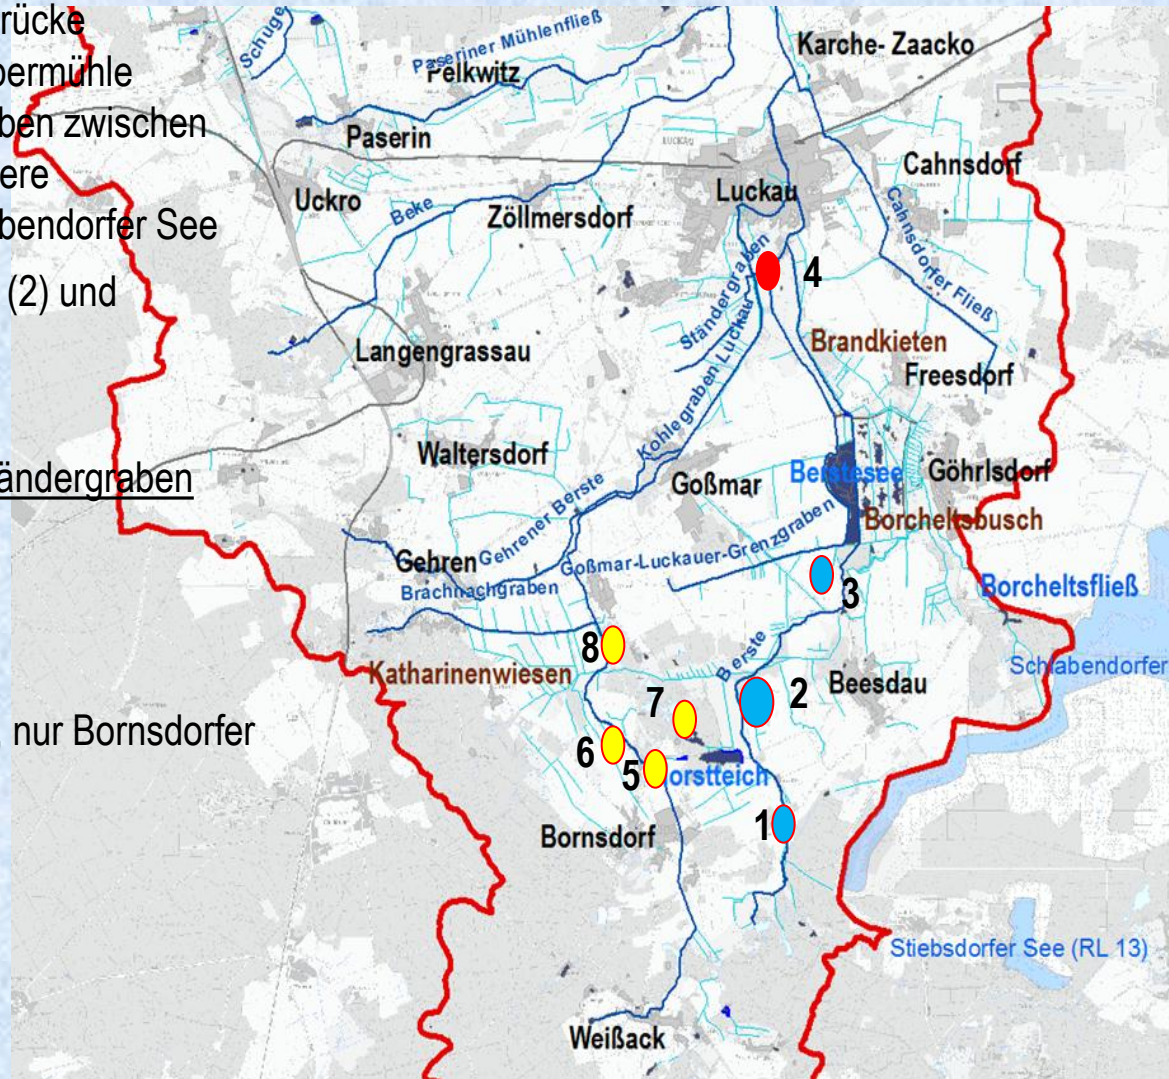 rücke
bermühle
ben zwischen
ere
bendorfer See
(2) und
ändergraben
nur Bornsdorfer
Schuge
Paseriner Mühlenfließ
Pelkwitz
Karche- Zaacko
Paserin
LUCKAU
Cahnsdorf
Uckro
Luckau
Beke
Zöllmersdorf
Cahnsdorfer Fließ
Ständergraben
4
Langengrassau
Kohlegraben Luckau
Brandkieten
Freesdorf
Waltersdorf
Goßmar
Berstesee
Göhrlsdorf
Gehrener Berste
Borcheltsbusch
Gehren
Goßmar-Luckauer-Grenzgraben
Brachnachgraben
3
Borcheltsfließ
8
Berste
Schlabendorfer
Katharinenwiesen
7
2
Beesdau
6
5
orstteich
1
Bornsdorf
Stiebsdorfer See (RL 13)
Weißack